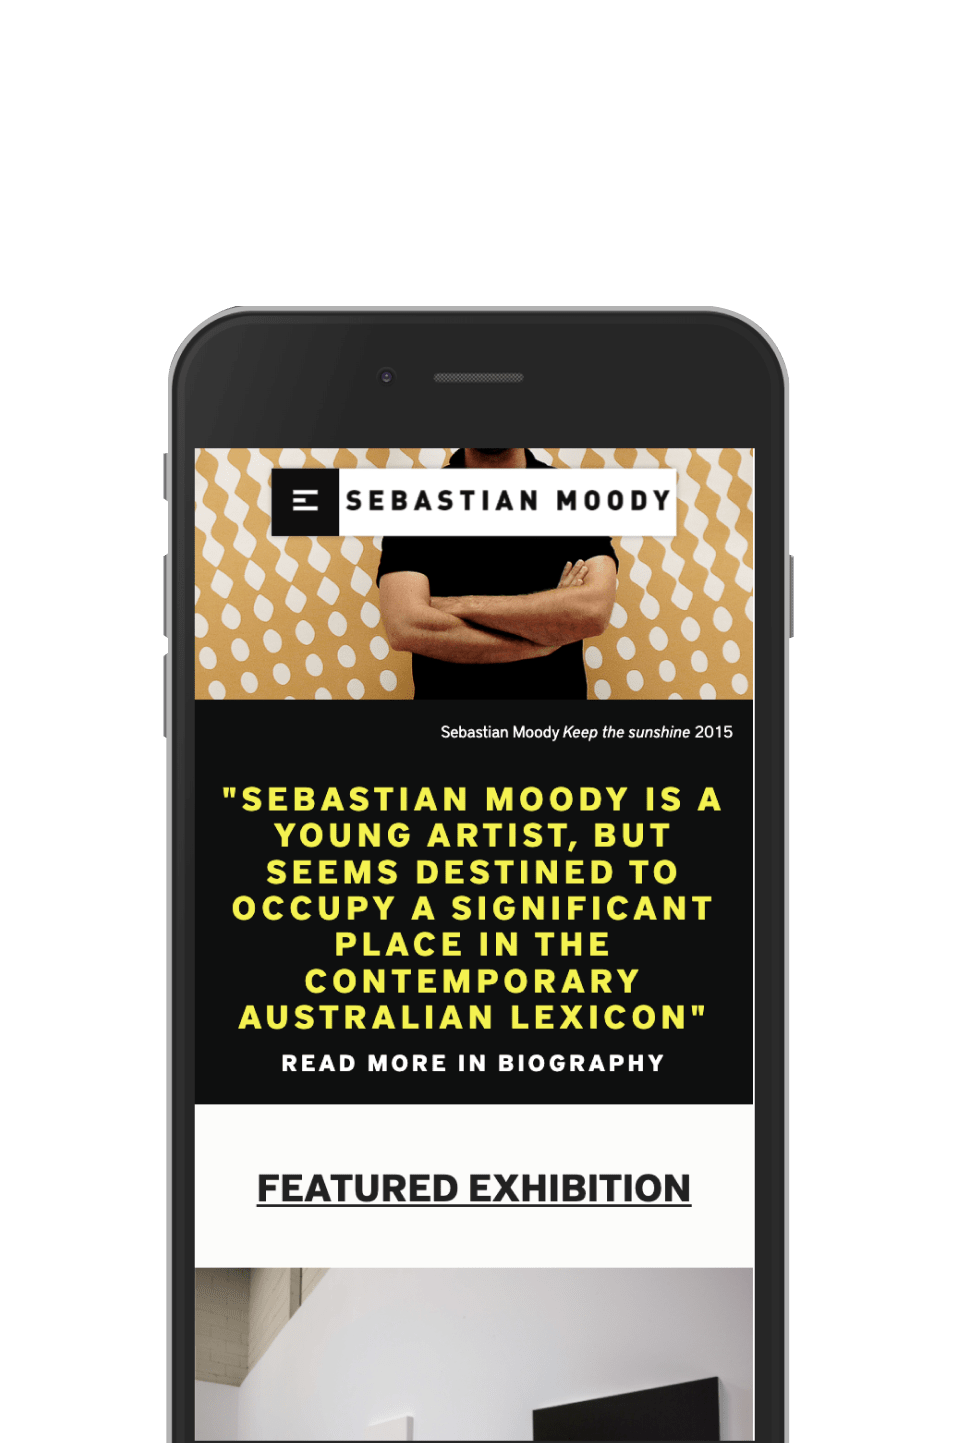 SEBASTIAN MOODY
Sebastian Moody Keep the sunshine 2015
"SEBASTIAN MOODY IS A
YOUNG ARTIST, BUT
SEEMS DESTINED TO
OCCUPY A SIGNIFICANT
PLACE IN THE
CONTEMPORARY
AUSTRALIAN LEXICON"
READ MORE IN BIOGRAPHY
FEATURED EXHIBITION